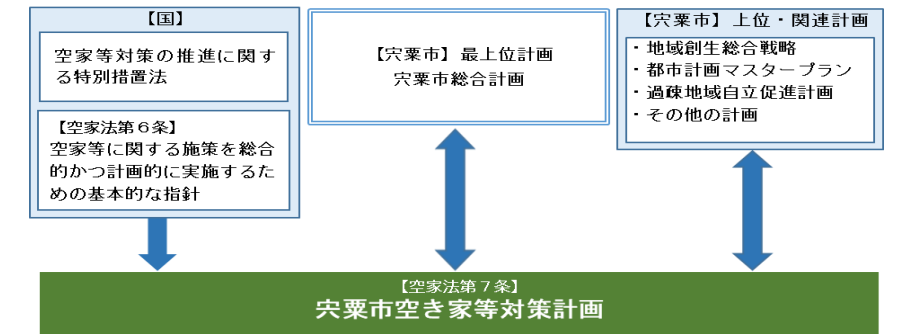 【国】
空家等対策の推進に関す
る特別措置法
【空家法第６条】
空家等に関する施策を総合
的かつ計画的に実施するた
めの基本的な指針
【宍粟市】最上位計画
宍粟市総合計画
【宍粟市】上位・関連計画
・地域創生総合戦略
・都市計画マスタープラン
・過疎地域自立促進計画
・その他の計画
【空家法第７条】
宍粟市空き家等対策計画